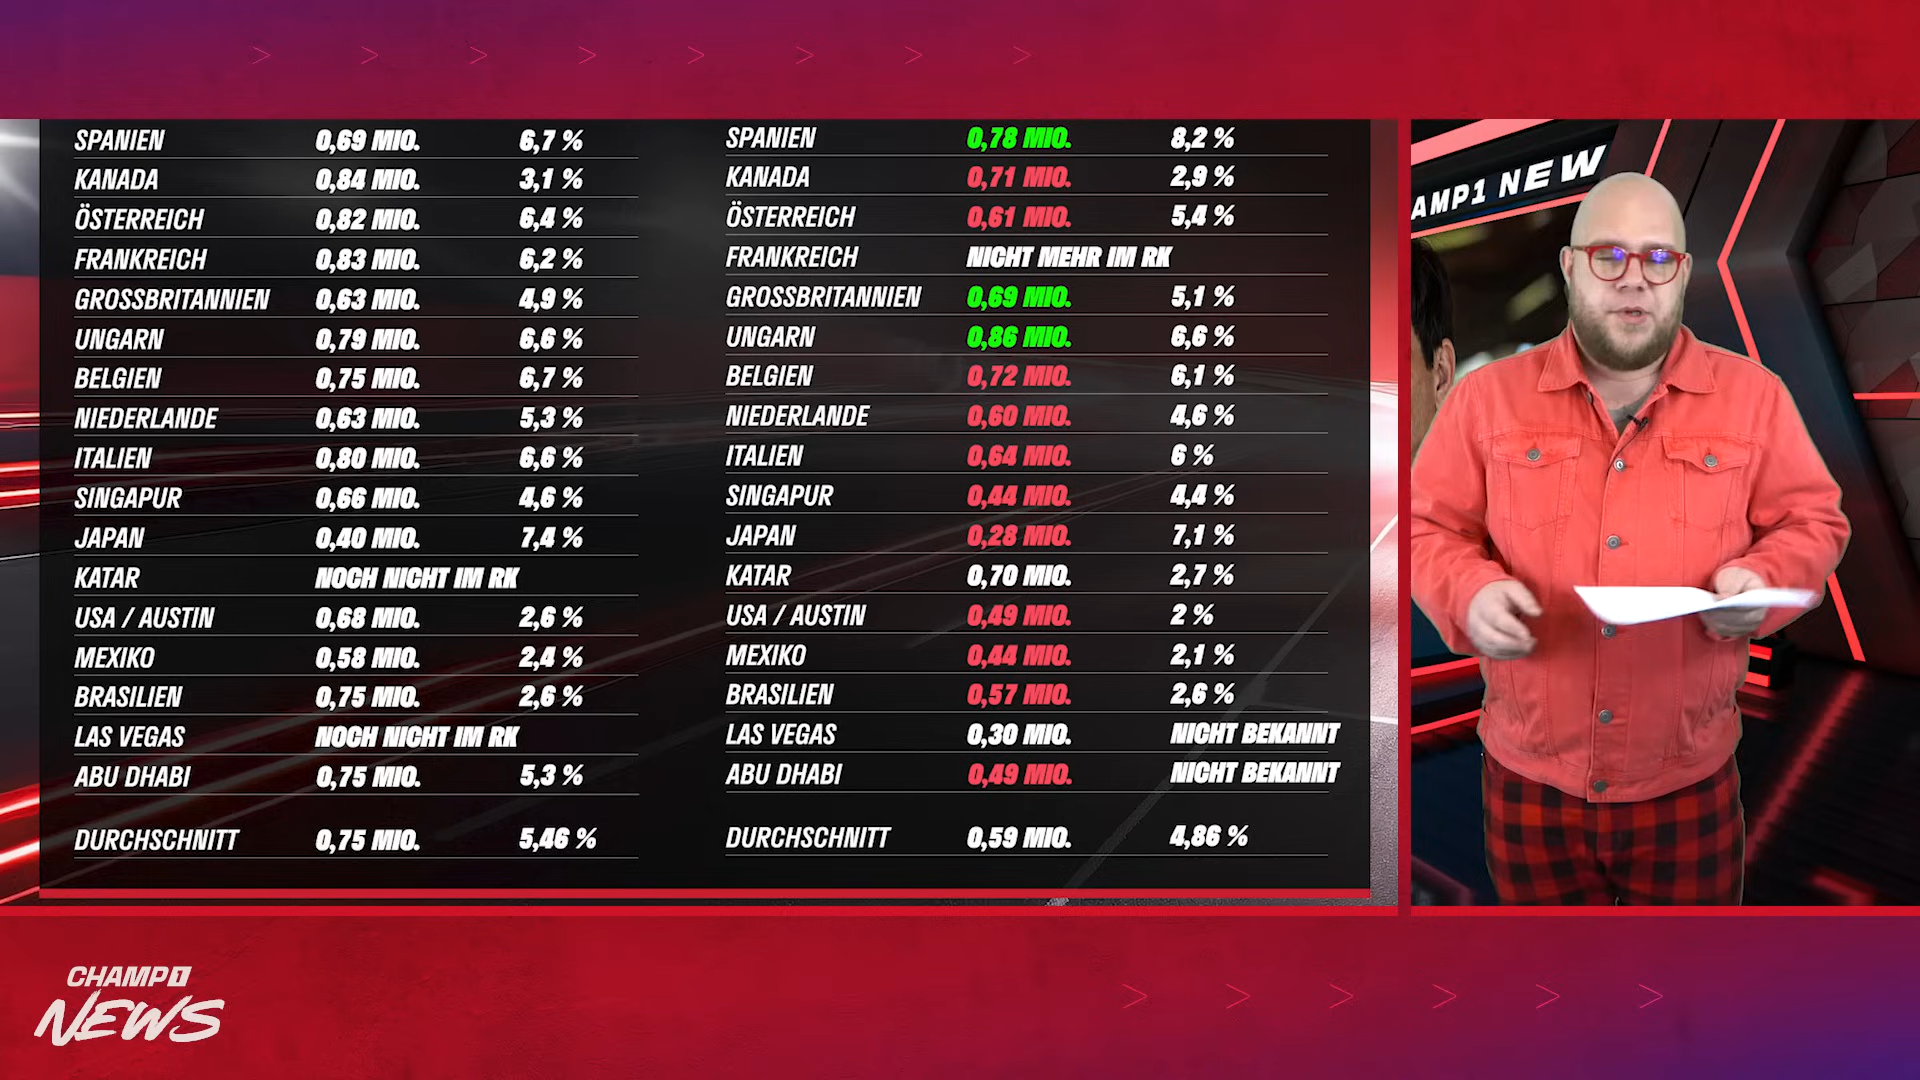 SPANIEN 0,69 MIO. 6,7 %
KANADA 0,84 MIO. 3,1 %
ÖSTERREICH 0,82 MIO. 6,4 %
FRANKREICH 0,83 MIO. 6,2 %
GROSSBRITANNIEN 0,63 MIO. 4,9 %
UNGARN 0,79 MIO. 6,6 %
BELGIEN 0,75 MIO. 6,7 %
NIEDERLANDE 0,63 MIO. 5,3 %
ITALIEN 0,80 MIO. 6,6 %
SINGAPUR 0,66 MIO. 4,6 %
JAPAN 0,40 MIO. 7,4 %
KATAR NOCH NICHT IM RK
USA / AUSTIN 0,68 MIO. 2,6 %
MEXIKO 0,58 MIO. 2,4 %
BRASILIEN 0,75 MIO. 2,6 %
LAS VEGAS NOCH NICHT IM RK
ABU DHABI 0,75 MIO. 5,3 %
DURCHSCHNITT 0,75 MIO. 5,46 %
SPANIEN 0,78 MIO. 8,2 %
KANADA 0,71 MIO. 2,9 %
ÖSTERREICH 0,61 MIO. 5,4 %
FRANKREICH NICHT MEHR IM RK
GROSSBRITANNIEN 0,69 MIO. 5,1 %
UNGARN 0,86 MIO. 6,6 %
BELGIEN 0,72 MIO. 6,1 %
NIEDERLANDE 0,60 MIO. 4,6 %
ITALIEN 0,64 MIO. 6 %
SINGAPUR 0,44 MIO. 4,4 %
JAPAN 0,28 MIO. 7,1 %
KATAR 0,70 MIO. 2,7 %
USA / AUSTIN 0,49 MIO. 2 %
MEXIKO 0,44 MIO. 2,1 %
BRASILIEN 0,57 MIO. 2,6 %
LAS VEGAS 0,30 MIO. NICHT BEKANNT
ABU DHABI 0,49 MIO. NICHT BEKANNT
DURCHSCHNITT 0,59 MIO. 4,86 %
AMP1 NEW
CHAMP1
NEWS